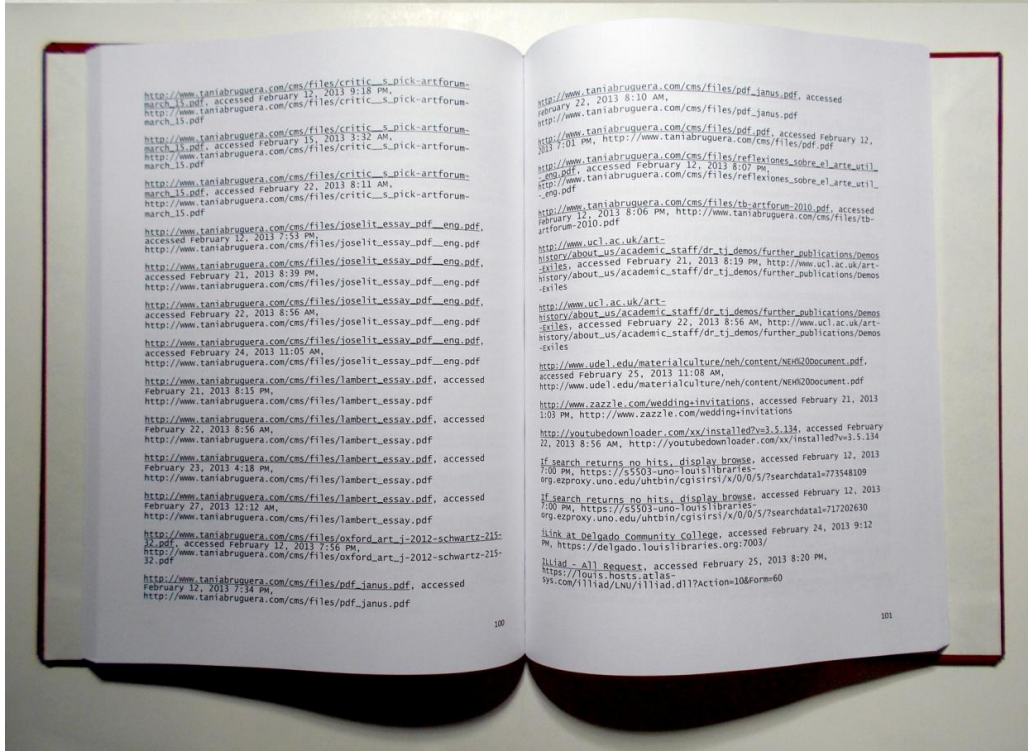 http://www.taniabruguera.com/cms/files/critic__s_pick-artforum-
march_15.pdf, accessed February 12, 2013 9:18 PM,
http://www.taniabruguera.com/cms/files/critic__s_pick-artforum-
march_15.pdf
http://www.taniabruguera.com/cms/files/critic__s_pick-artforum-
march_15.pdf, accessed February 15, 2013 3:32 AM,
http://www.taniabruguera.com/cms/files/critic__s_pick-artforum-
march_15.pdf
http://www.taniabruguera.com/cms/files/critic__s_pick-artforum-
march_15.pdf, accessed February 22, 2013 8:11 AM,
http://www.taniabruguera.com/cms/files/critic__s_pick-artforum-
march_15.pdf
http://www.taniabruguera.com/cms/files/joselit_essay_pdf__eng.pdf,
accessed February 12, 2013 7:53 PM,
http://www.taniabruguera.com/cms/files/joselit_essay_pdf__eng.pdf
http://www.taniabruguera.com/cms/files/joselit_essay_pdf__eng.pdf,
accessed February 21, 2013 8:39 PM,
http://www.taniabruguera.com/cms/files/joselit_essay_pdf__eng.pdf
http://www.taniabruguera.com/cms/files/joselit_essay_pdf__eng.pdf,
accessed February 22, 2013 8:56 AM,
http://www.taniabruguera.com/cms/files/joselit_essay_pdf__eng.pdf
http://www.taniabruguera.com/cms/files/joselit_essay_pdf__eng.pdf,
accessed February 24, 2013 11:05 AM,
http://www.taniabruguera.com/cms/files/joselit_essay_pdf__eng.pdf
http://www.taniabruguera.com/cms/files/lambert_essay.pdf, accessed
February 21, 2013 8:15 PM,
http://www.taniabruguera.com/cms/files/lambert_essay.pdf
http://www.taniabruguera.com/cms/files/lambert_essay.pdf, accessed
February 22, 2013 8:56 AM,
http://www.taniabruguera.com/cms/files/lambert_essay.pdf
http://www.taniabruguera.com/cms/files/lambert_essay.pdf, accessed
February 23, 2013 4:18 PM,
http://www.taniabruguera.com/cms/files/lambert_essay.pdf
http://www.taniabruguera.com/cms/files/lambert_essay.pdf, accessed
February 27, 2013 12:12 AM,
http://www.taniabruguera.com/cms/files/lambert_essay.pdf
http://www.taniabruguera.com/cms/files/oxford_art_j-2012-schwartz-215-
32.pdf, accessed February 12, 2013 7:56 PM,
http://www.taniabruguera.com/cms/files/oxford_art_j-2012-schwartz-215-
32.pdf
http://www.taniabruguera.com/cms/files/pdf_janus.pdf, accessed
February 12, 2013 7:34 PM,
http://www.taniabruguera.com/cms/files/pdf_janus.pdf
100
http://www.taniabruguera.com/cms/files/pdf_janus.pdf, accessed
February 22, 2013 8:10 AM,
http://www.taniabruguera.com/cms/files/pdf_janus.pdf
http://www.taniabruguera.com/cms/files/pdf.pdf, accessed February 12,
2013 7:01 PM, http://www.taniabruguera.com/cms/files/pdf.pdf
http://www.taniabruguera.com/cms/files/reflexiones_sobre_el_arte_util_
-_eng.pdf, accessed February 12, 2013 8:07 PM,
http://www.taniabruguera.com/cms/files/reflexiones_sobre_el_arte_util_
-_eng.pdf
http://www.taniabruguera.com/cms/files/tb-artforum-2010.pdf, accessed
February 12, 2013 8:06 PM, http://www.taniabruguera.com/cms/files/tb-
artforum-2010.pdf
http://www.ucl.ac.uk/art-
history/about_us/academic_staff/dr_tj_demos/further_publications/Demos
-Exiles, accessed February 21, 2013 8:19 PM, http://www.ucl.ac.uk/art-
history/about_us/academic_staff/dr_tj_demos/further_publications/Demos
-Exiles
http://www.ucl.ac.uk/art-
history/about_us/academic_staff/dr_tj_demos/further_publications/Demos
-Exiles, accessed February 22, 2013 8:56 AM, http://www.ucl.ac.uk/art-
history/about_us/academic_staff/dr_tj_demos/further_publications/Demos
-Exiles
http://www.udel.edu/materialculture/neh/content/NEH%20Document.pdf,
accessed February 25, 2013 11:08 AM,
http://www.udel.edu/materialculture/neh/content/NEH%20Document.pdf
http://www.zazzle.com/wedding+invitations, accessed February 21, 2013
1:03 PM, http://www.zazzle.com/wedding+invitations
http://youtubedownloader.com/xx/installed?v=3.5.134, accessed February
22, 2013 8:56 AM, http://youtubedownloader.com/xx/installed?v=3.5.134
If search returns no hits, display browse, accessed February 12, 2013
7:00 PM, https://s5503-uno-louislibraries-
org.ezproxy.uno.edu/uhtbin/cgisirsi/x/0/0/5/?searchdata1=773548109
If search returns no hits, display browse, accessed February 12, 2013
7:00 PM, https://s5503-uno-louislibraries-
org.ezproxy.uno.edu/uhtbin/cgisirsi/x/0/0/5/?searchdata1=717202630
iLink at Delgado Community College, accessed February 24, 2013 9:12
PM, https://delgado.louislibraries.org:7003/
ILLiad - All Request, accessed February 25, 2013 8:20 PM,
https://louis.hosts.atlas-
sys.com/illiad/LNU/illiad.dll?Action=10&Form=60
101